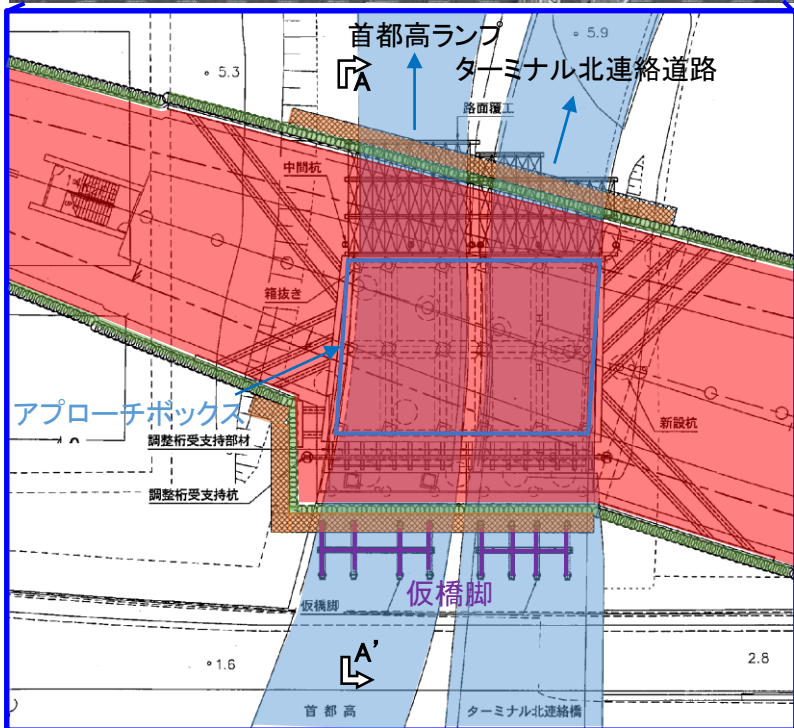 首都高ランプ
5.9
5.3
A
ターミナル北連絡道路
路面覆工
中間杭
箱抜き
アプローチボックス
新設杭
調整桁受支持部材
調整桁受支持杭
仮橋脚
仮橋脚
A'
1.6
2.8
首都高
ターミナル北連絡橋